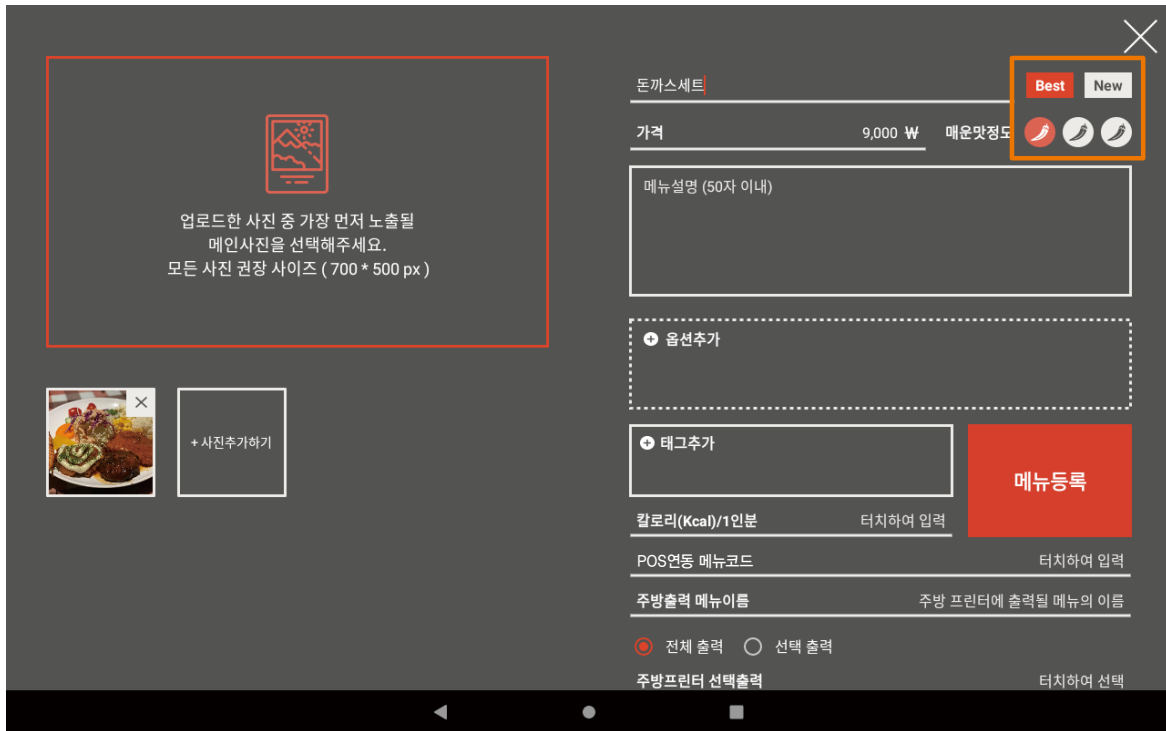 업로드한 사진 중 가장 먼저 노출될
메인사진을 선택해주세요.
모든 사진 권장 사이즈 ( 700 * 500 px )
+ 사진추가하기
돈까스세트
Best New
가격 9,000 ₩ 매운맛정도
메뉴설명 (50자 이내)
옵션추가
태그추가
메뉴등록
칼로리(Kcal)/1인분 터치하여 입력
POS연동 메뉴코드 터치하여 입력
주방출력 메뉴이름 주방 프린터에 출력될 메뉴의 이름
전체 출력 선택 출력
주방프린터 선택출력 터치하여 선택